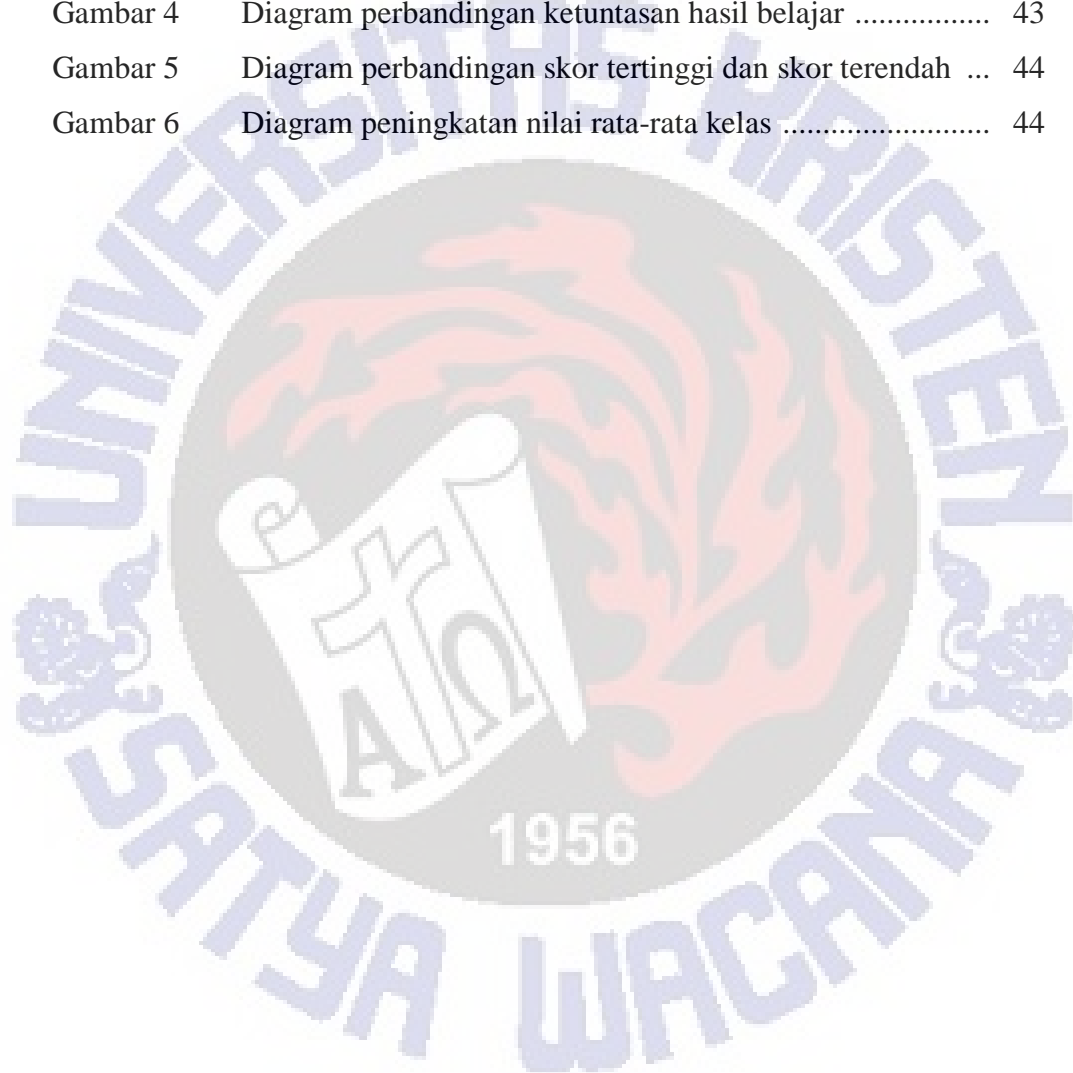 Gambar 4 Diagram perbandingan ketuntasan hasil belajar ................. 43
Gambar 5 Diagram perbandingan skor tertinggi dan skor terendah ... 44
Gambar 6 Diagram peningkatan nilai rata-rata kelas ......................... 44
UNIVERSITAS KRISTEN
Α Ω
1956
SATYA WACANA